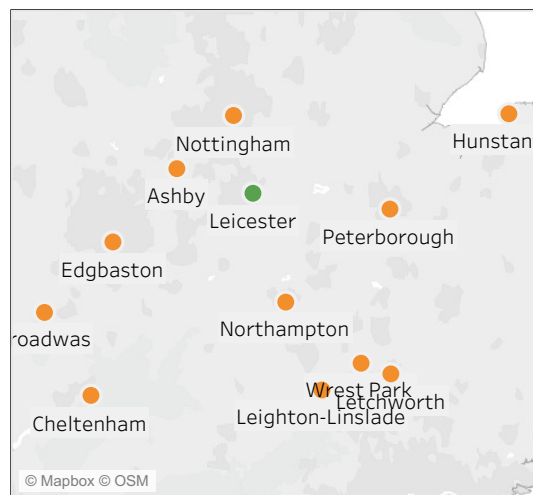 Nottingham
Hunstan
Ashby
Leicester
Peterborough
Edgbaston
Northampton
roadwas
Wrest Park
Letchworth
Leighton-Linslade
Cheltenham
© Mapbox © OSM